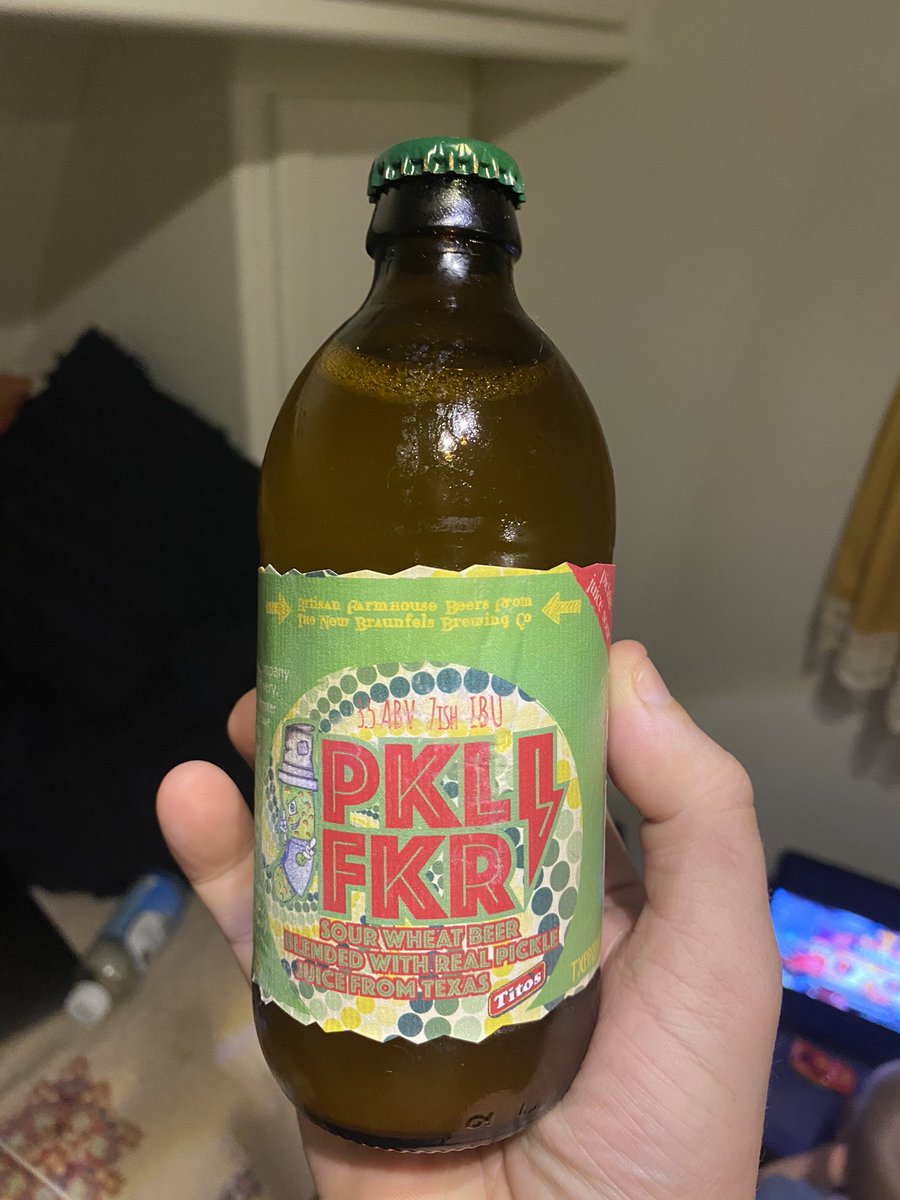 Artisan Farmhouse Beers from
The New Braunfels Brewing Co
3.5 ABV 7ISH IBU
PKL
FKR
SOUR WHEAT BEER
BLENDED WITH REAL PICKLE
JUICE FROM TEXAS
Titos